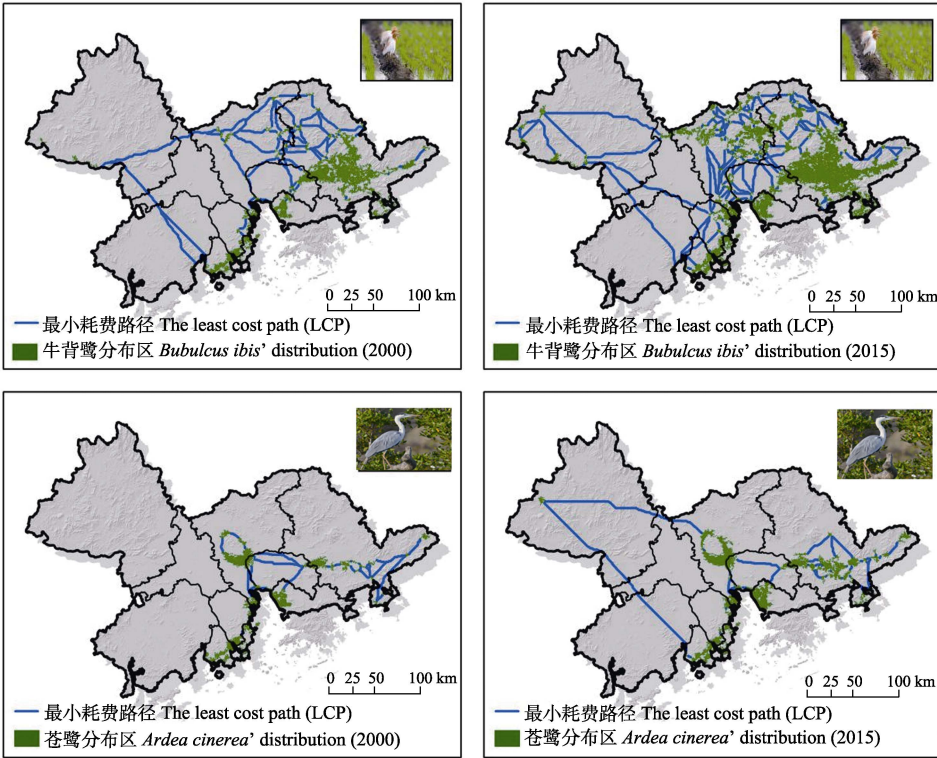 0 25 50 100 km
最小耗费路径 The least cost path (LCP)
牛背鹭分布区 Bubulcus ibis’ distribution (2000)
0 25 50 100 km
最小耗费路径 The least cost path (LCP)
牛背鹭分布区 Bubulcus ibis’ distribution (2015)
0 25 50 100 km
最小耗费路径 The least cost path (LCP)
苍鹭分布区 Ardea cinerea’ distribution (2000)
0 25 50 100 km
最小耗费路径 The least cost path (LCP)
苍鹭分布区 Ardea cinerea’ distribution (2015)